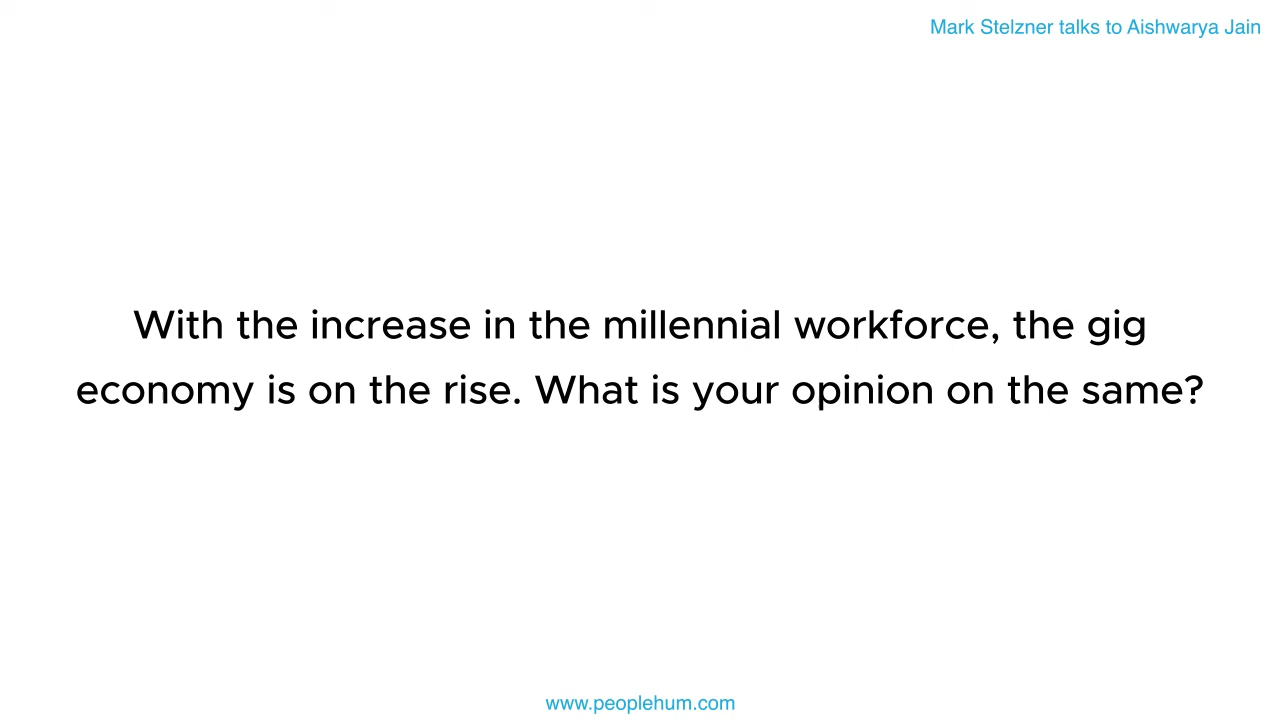 Mark Stelzner talks to Aishwarya Jain
With the increase in the millennial workforce, the gig
economy is on the rise. What is your opinion on the same?
www.peoplehum.com